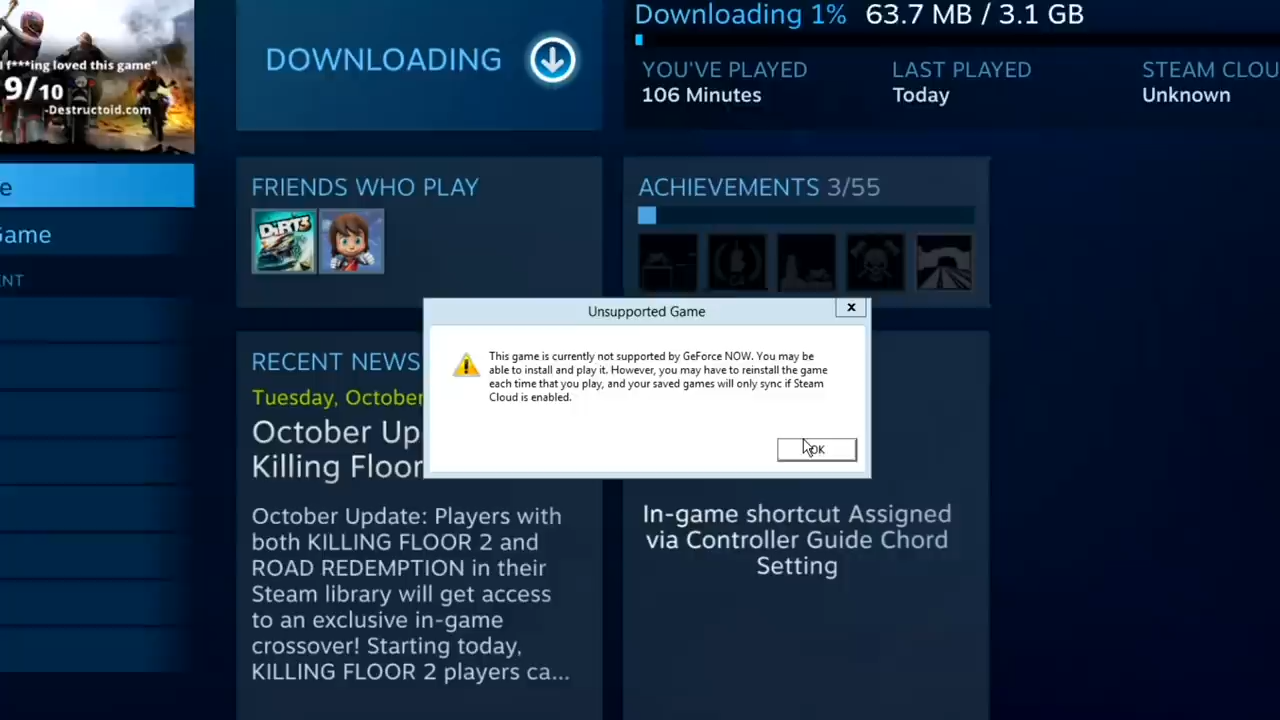 f***ing loved this game"
9/10
-Destructoid.com
DOWNLOADING
Downloading 1% 63.7 MB / 3.1 GB
YOU'VE PLAYED
106 Minutes
LAST PLAYED
Today
STEAM CLOU
Unknown
e
Game
ENT
FRIENDS WHO PLAY
DiRT3
ACHIEVEMENTS 3/55
Unsupported Game
x
This game is currently not supported by GeForce NOW. You may be
able to install and play it. However, you may have to reinstall the game
each time that you play, and your saved games will only sync if Steam
Cloud is enabled.
OK
RECENT NEWS
Tuesday, October
October Up
Killing Floor
October Update: Players with
both KILLING FLOOR 2 and
ROAD REDEMPTION in their
Steam library will get access
to an exclusive in-game
crossover! Starting today,
KILLING FLOOR 2 players ca...
In-game shortcut Assigned
via Controller Guide Chord
Setting